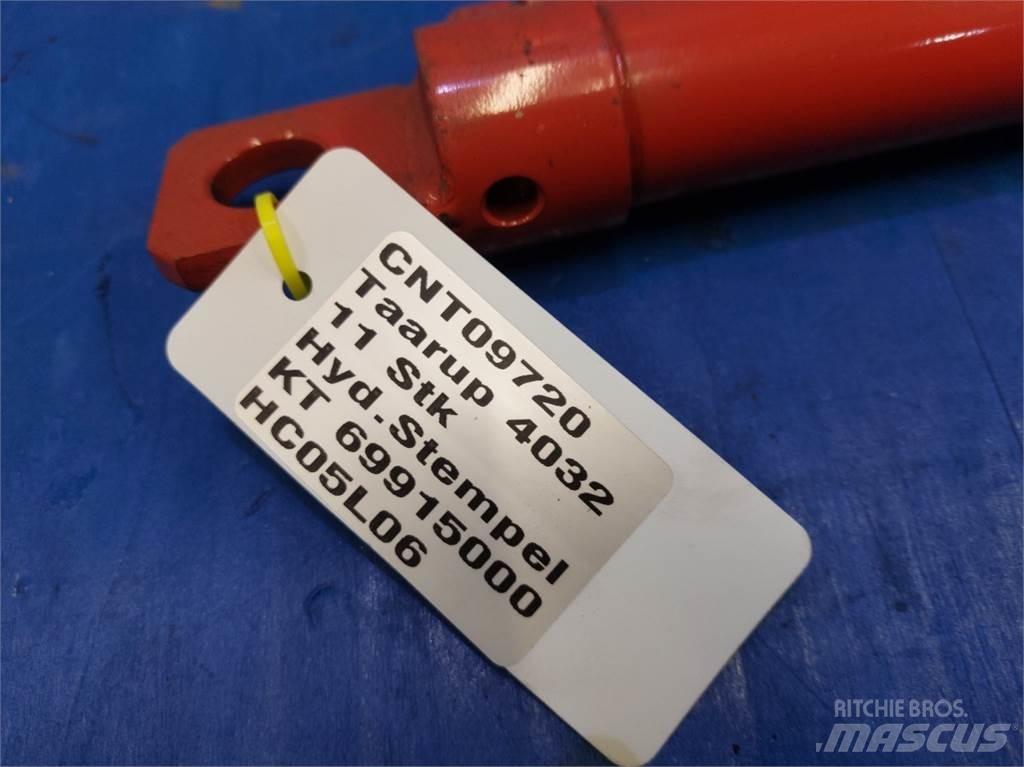 CNT09720
Taarup 4032
11 Stk
Hyd.Stempel
KT 69915000
HC05L06
RITCHIE BROS.
MASCUS